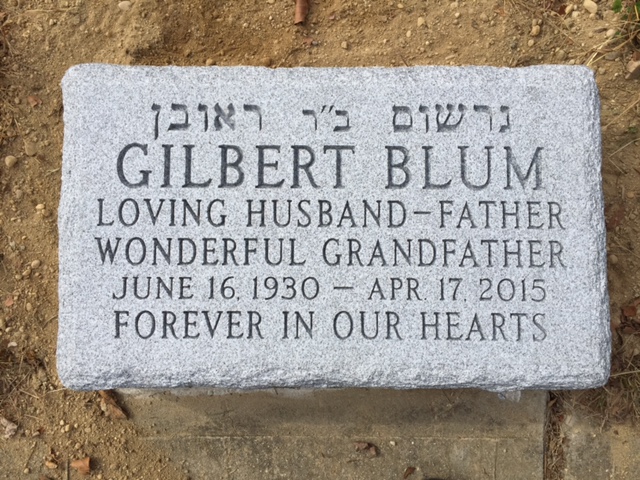 גרשום ב״ר ראובן
GILBERT BLUM
LOVING HUSBAND-FATHER
WONDERFUL GRANDFATHER
JUNE 16, 1930 - APR. 17, 2015
FOREVER IN OUR HEARTS